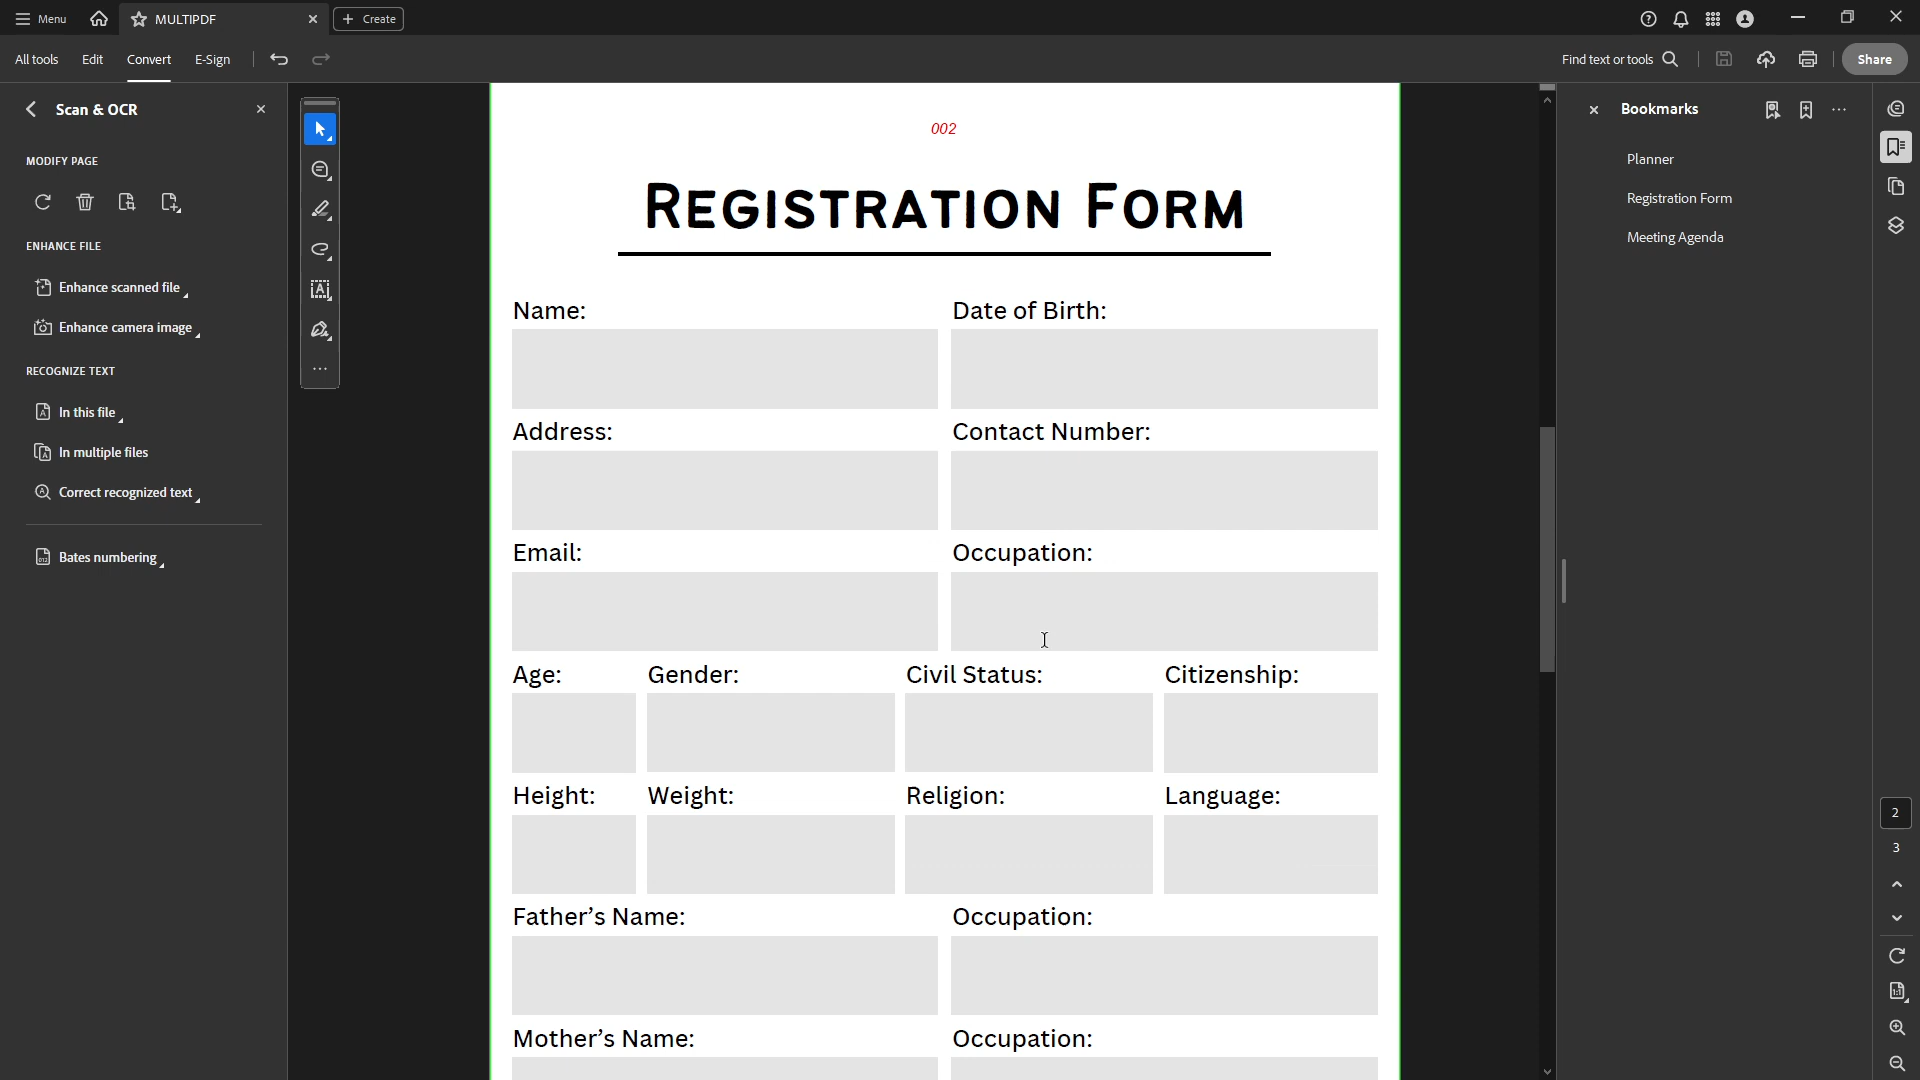 Menu
MULTIPDF
Create
All tools
Edit
Convert
E-Sign
Find text or tools
Share
Scan & OCR
MODIFY PAGE
ENHANCE FILE
Enhance scanned file
Enhance camera image
RECOGNIZE TEXT
In this file
In multiple files
Correct recognized text
Bates numbering
002
REGISTRATION FORM
Name: Date of Birth:
Address: Contact Number:
Email: Occupation:
Age: Gender: Civil Status: Citizenship:
Height: Weight: Religion: Language:
Father’s Name: Occupation:
Mother’s Name: Occupation:
Bookmarks
Planner
Registration Form
Meeting Agenda
2
3